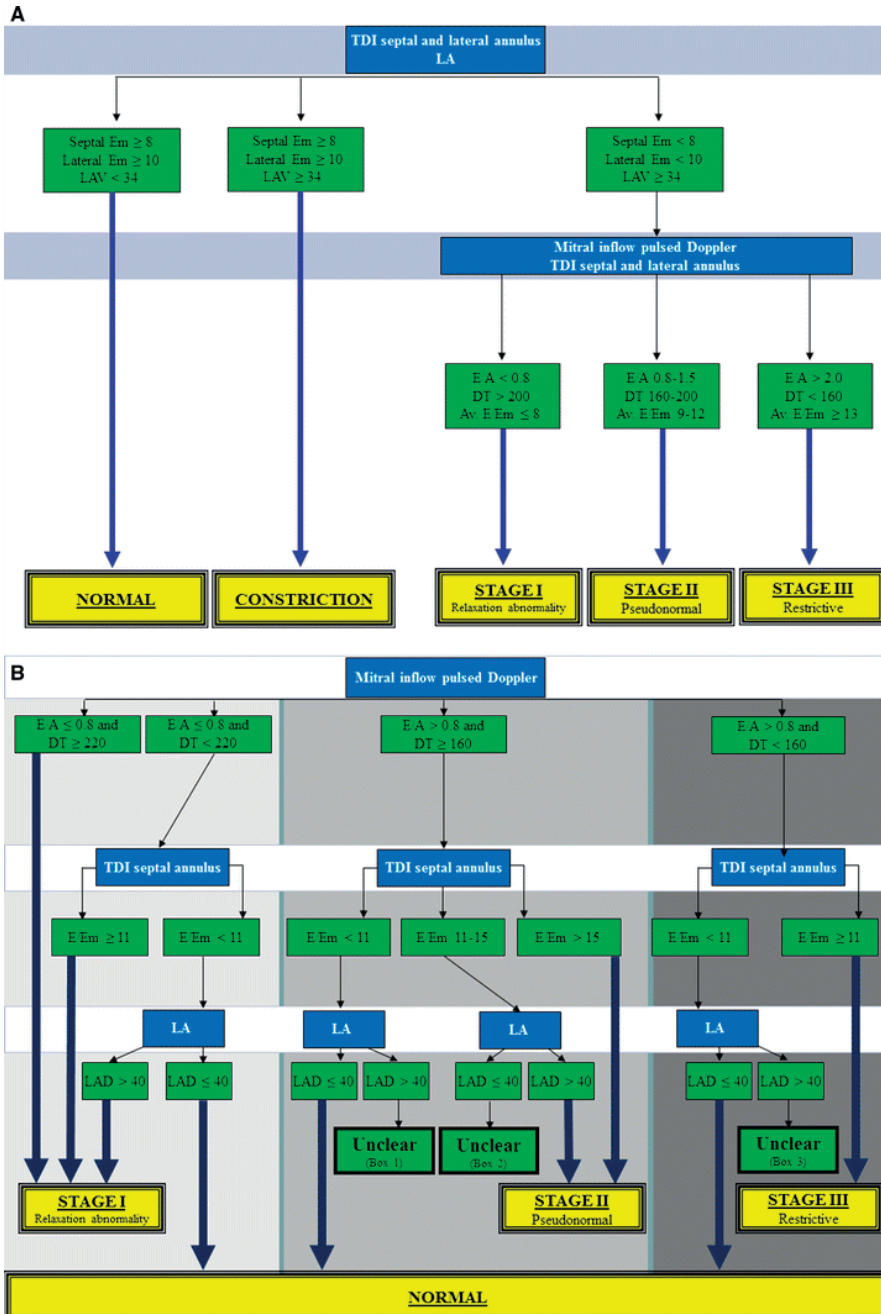 A
TDI septal and lateral annulus
LA
Septal Em ≥ 8
Lateral Em ≥ 10
LAV < 34
Septal Em ≥ 8
Lateral Em ≥ 10
LAV ≥ 34
Septal Em < 8
Lateral Em < 10
LAV ≥ 34
Mitral inflow pulsed Doppler
TDI septal and lateral annulus
E/A < 0.8
DT > 200
Av. E/Em ≤ 8
E/A 0.8-1.5
DT 160-200
Av. E/Em 9-12
E/A > 2.0
DT < 160
Av. E/Em ≥ 13
NORMAL
CONSTRICTION
STAGE I
Relaxation abnormality
STAGE II
Pseudonormal
STAGE III
Restrictive
B
Mitral inflow pulsed Doppler
E/A ≤ 0.8 and
DT ≥ 220
E/A ≤ 0.8 and
DT < 220
E/A > 0.8 and
DT ≥ 160
E/A > 0.8 and
DT < 160
TDI septal annulus
TDI septal annulus
TDI septal annulus
E/Em ≥ 11
E/Em < 11
E/Em < 11
E/Em 11-15
E/Em > 15
E/Em < 11
E/Em ≥ 11
LA
LA
LA
LA
LAD > 40
LAD ≤ 40
LAD ≤ 40
LAD > 40
LAD ≤ 40
LAD > 40
LAD ≤ 40
LAD > 40
Unclear
(Box 1)
Unclear
(Box 2)
Unclear
(Box 3)
STAGE I
Relaxation abnormality
STAGE II
Pseudonormal
STAGE III
Restrictive
NORMAL